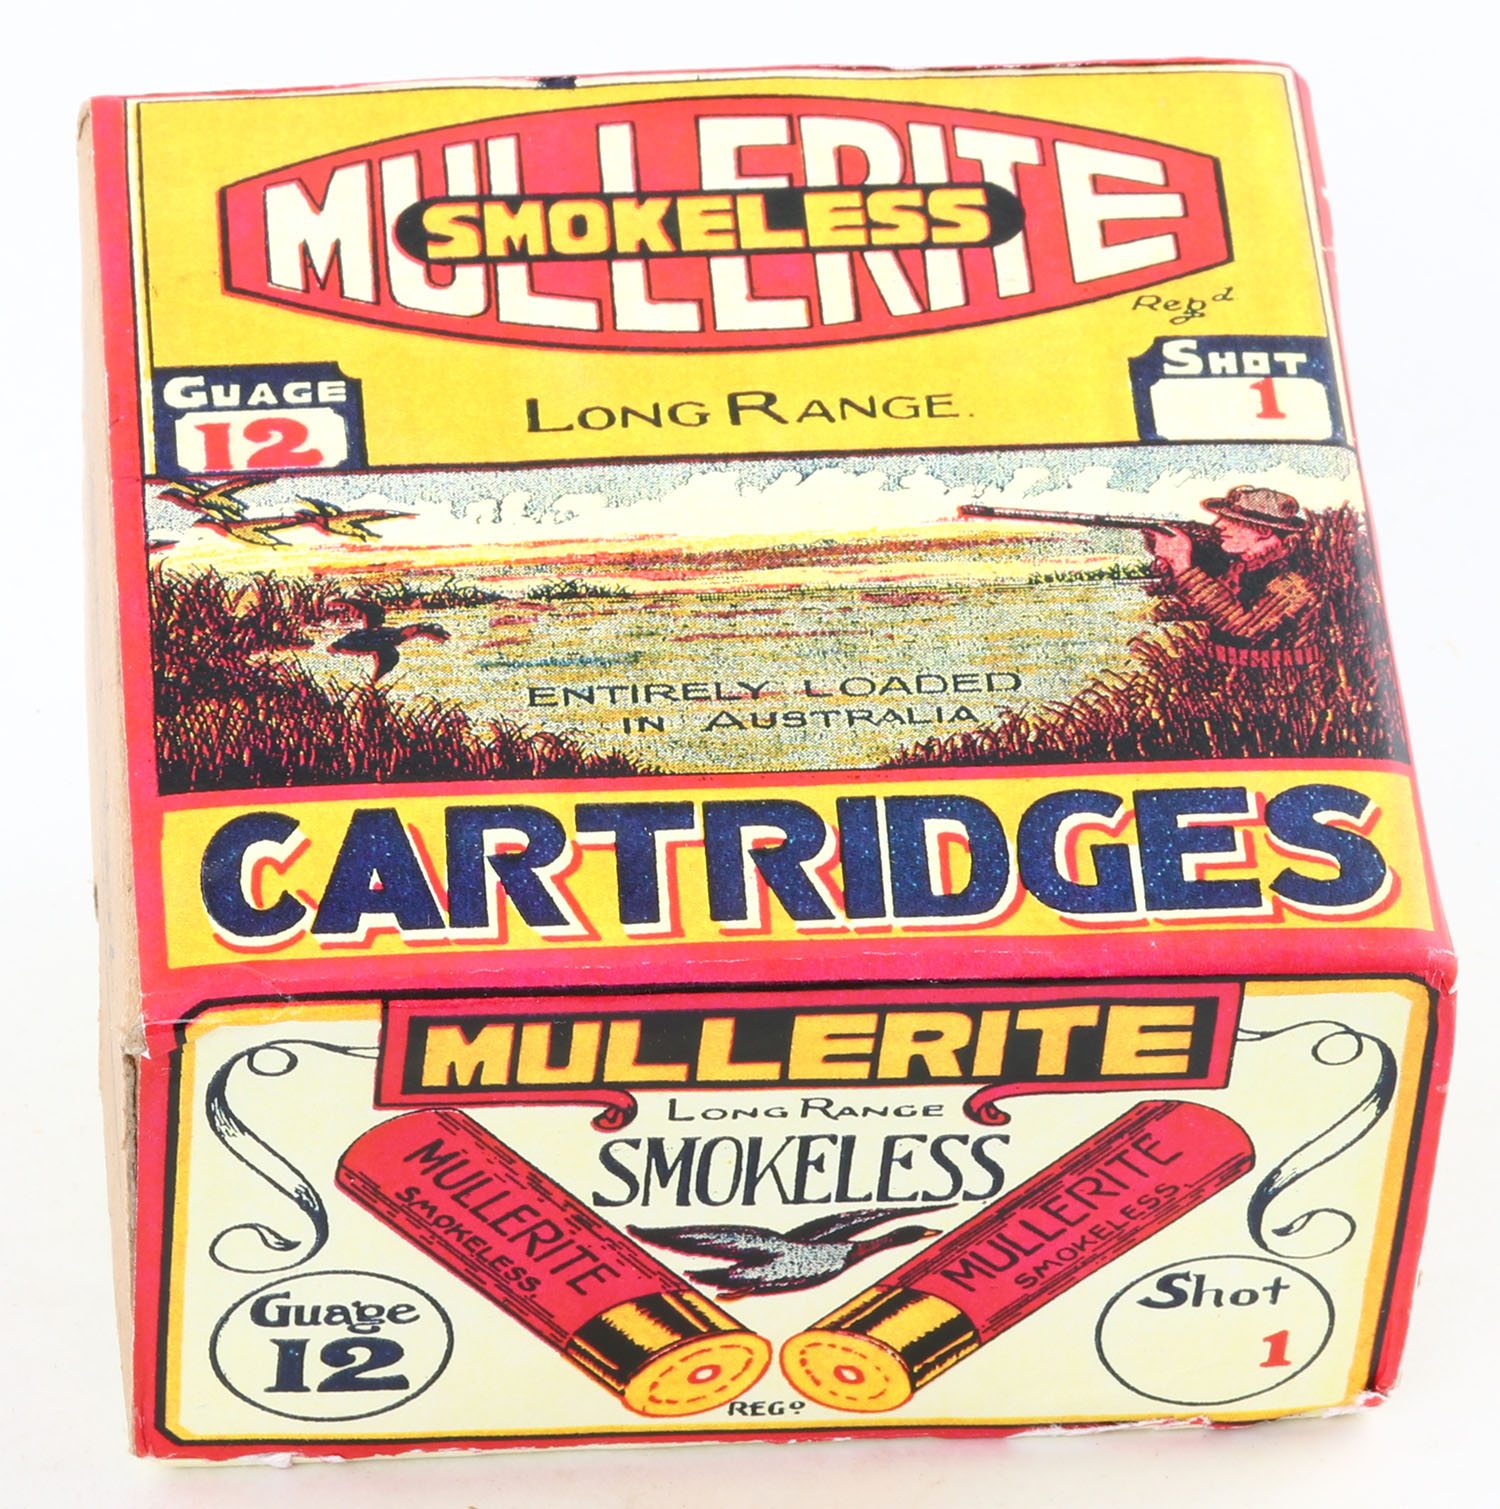 MULLERITE
SMOKELESS
Regd
GUAGE
12
LONG RANGE.
SHOT
1
ENTIRELY LOADED
IN AUSTRALIA
CARTRIDGES
MULLERITE
LONG RANGE
SMOKELESS
MULLERITE
SMOKELESS.
MULLERITE
SMOKELESS.
Guage
12
Shot
1
REGD